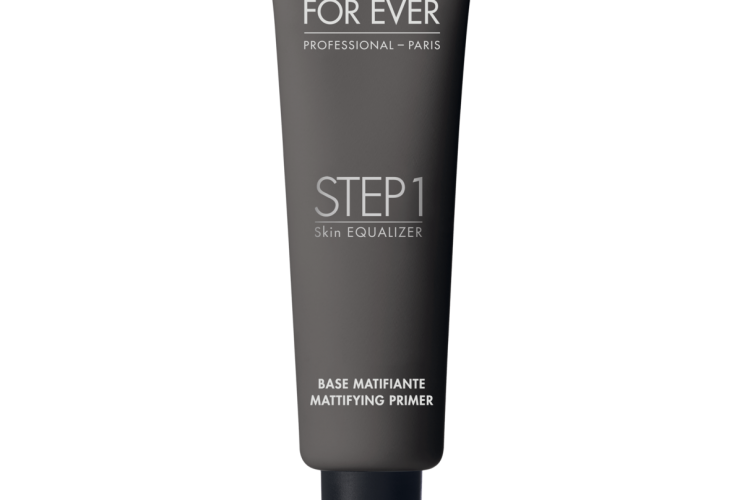 FOR EVER
PROFESSIONAL – PARIS
STEP 1
Skin EQUALIZER
BASE MATIFIANTE
MATTIFYING PRIMER